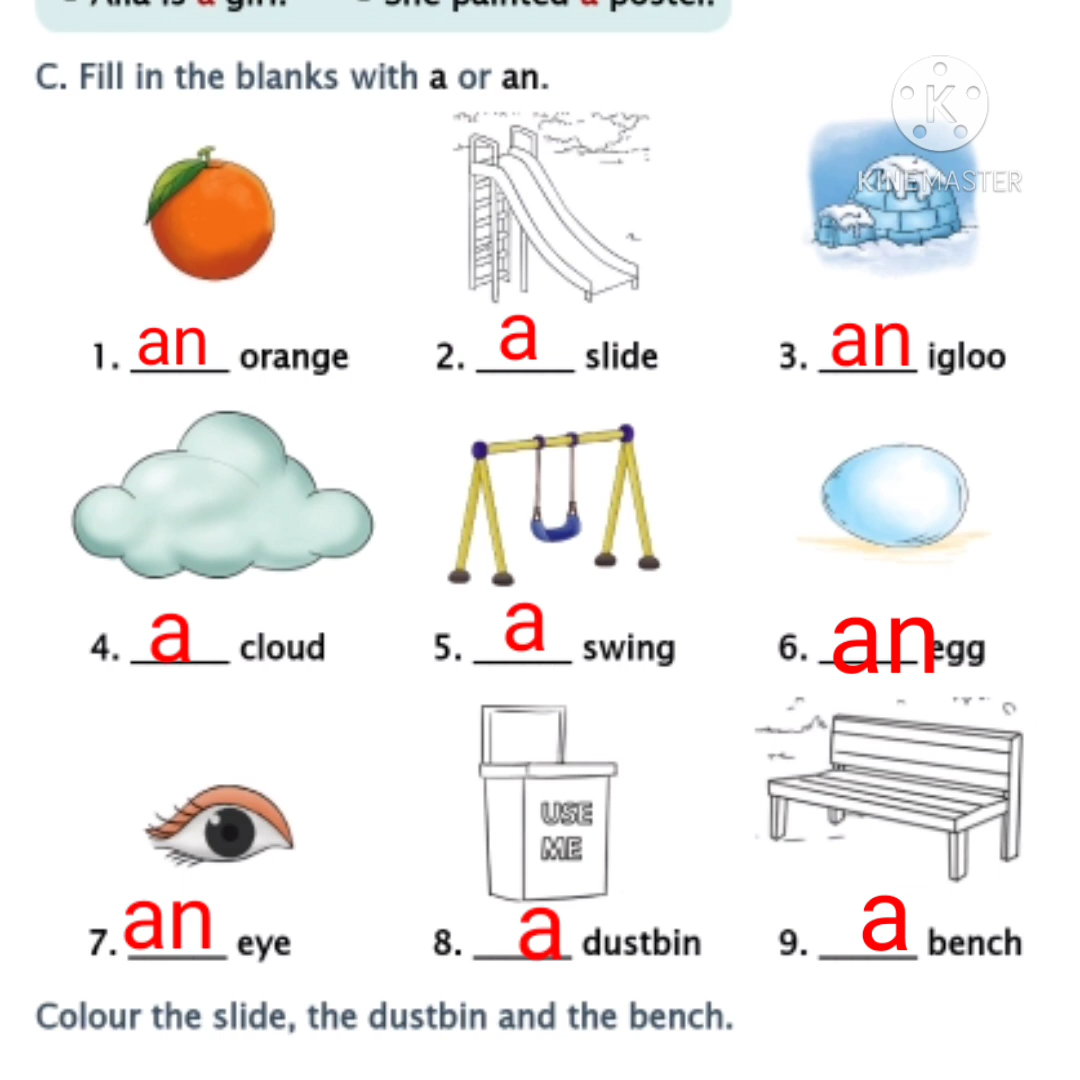 C. Fill in the blanks with a or an.
K
KINEMASTER
1. an orange
2. a slide
3. an igloo
4. a cloud
5. a swing
6. an egg
USE
ME
7. an eye
8. a dustbin
9. a bench
Colour the slide, the dustbin and the bench.